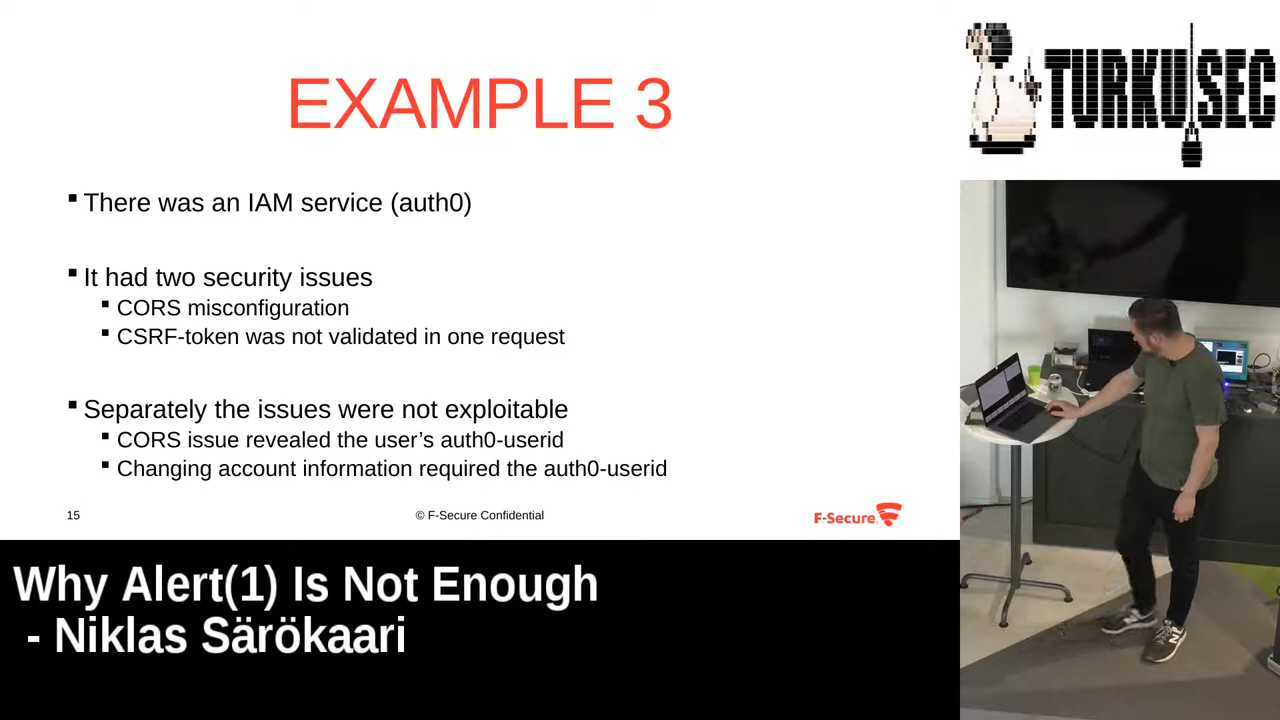 EXAMPLE 3
TURKUSEC
▪ There was an IAM service (auth0)
▪ It had two security issues
▪ CORS misconfiguration
▪ CSRF-token was not validated in one request
▪ Separately the issues were not exploitable
▪ CORS issue revealed the user’s auth0-userid
▪ Changing account information required the auth0-userid
15
© F-Secure Confidential
F-Secure.
Why Alert(1) Is Not Enough
- Niklas Särökaari